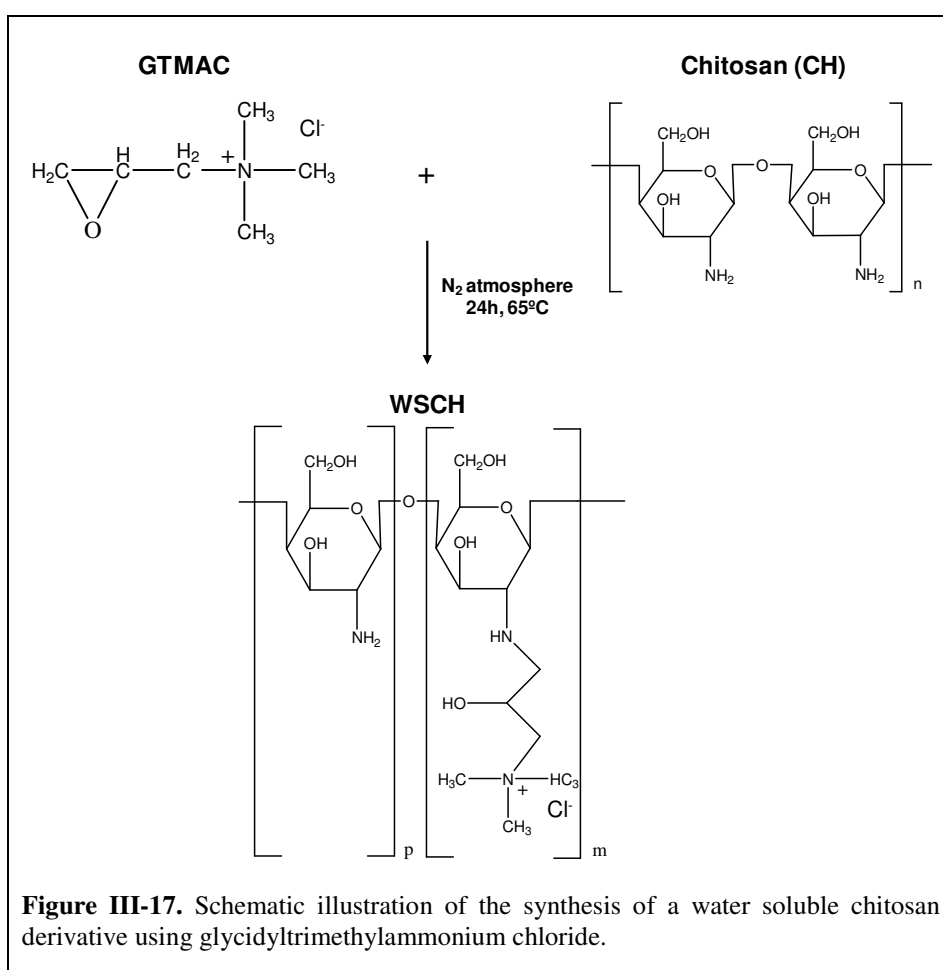 GTMAC
Chitosan (CH)
CH3
Cl-
H2C
H
C
H2
C
+
N
CH3
O
CH3
+
CH2OH
O
OH
NH2
O
CH2OH
O
OH
NH2
n
N2 atmosphere
24h, 65ºC
WSCH
CH2OH
O
OH
NH2
p
O
CH2OH
O
OH
HN
HO
H3C
N
+
HC3
Cl-
CH3
m
Figure III-17. Schematic illustration of the synthesis of a water soluble chitosan
derivative using glycidyltrimethylammonium chloride.